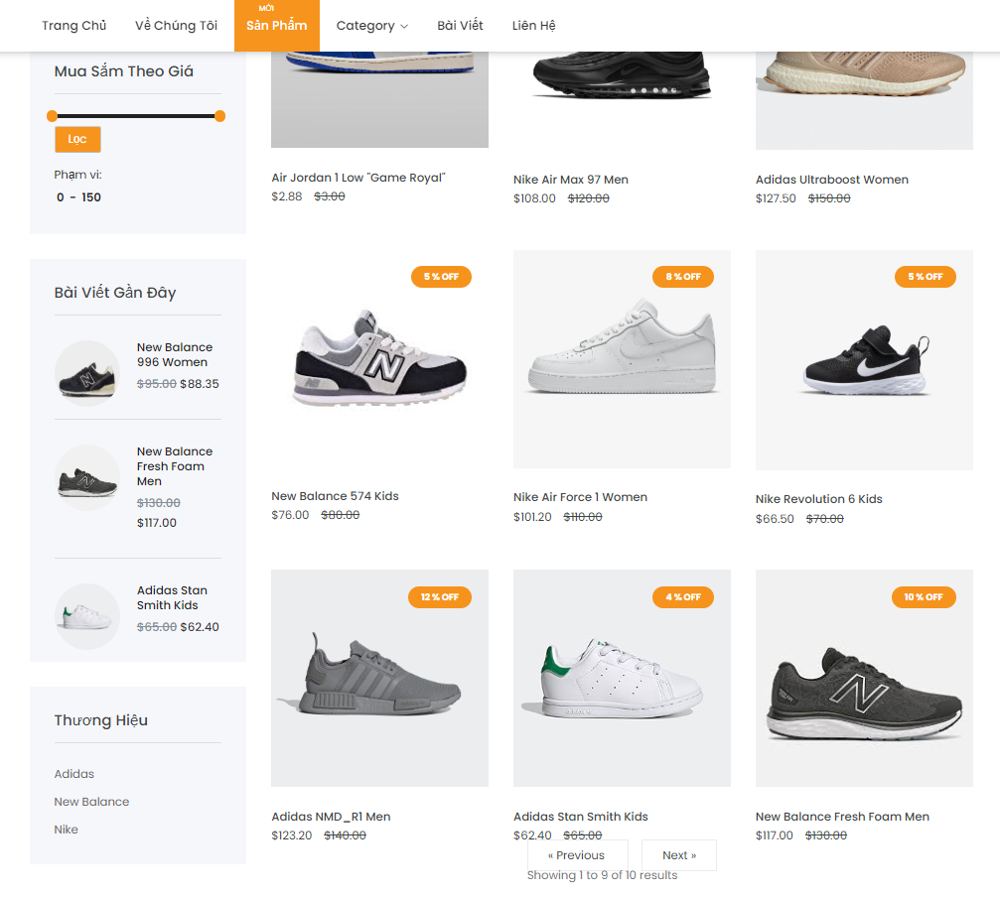 MỚI
Trang Chủ
Về Chúng Tôi
Sản Phẩm
Category
Bài Viết
Liên Hệ
Mua Sắm Theo Giá
Lọc
Phạm vi:
0 - 150
Bài Viết Gần Đây
New Balance
996 Women
$95.00 $88.35
New Balance
Fresh Foam
Men
$130.00
$117.00
Adidas Stan
Smith Kids
$65.00 $62.40
Thương Hiệu
Adidas
New Balance
Nike
Air Jordan 1 Low "Game Royal"
$2.88 $3.00
Nike Air Max 97 Men
$108.00 $120.00
Adidas Ultraboost Women
$127.50 $150.00
5 % OFF
New Balance 574 Kids
$76.00 $80.00
8 % OFF
Nike Air Force 1 Women
$101.20 $110.00
5 % OFF
Nike Revolution 6 Kids
$66.50 $70.00
12 % OFF
Adidas NMD_R1 Men
$123.20 $140.00
4 % OFF
Adidas Stan Smith Kids
$62.40 $65.00
10 % OFF
New Balance Fresh Foam Men
$117.00 $130.00
« Previous
Next »
Showing 1 to 9 of 10 results